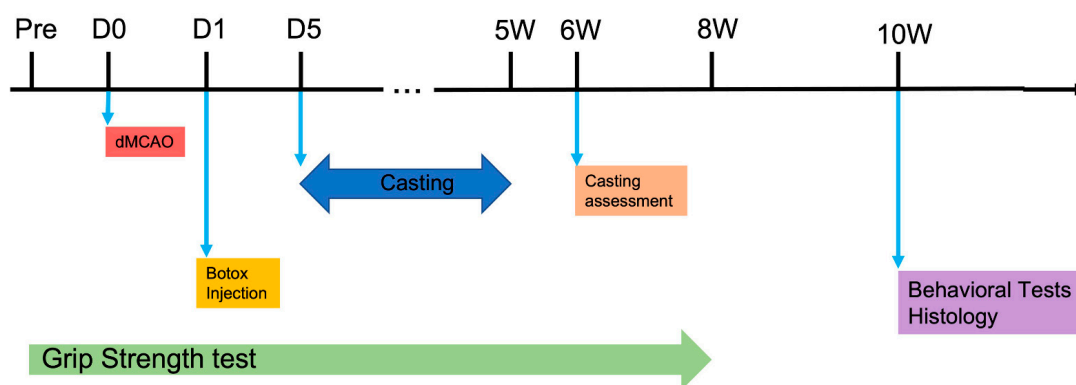 Pre D0 D1 D5 5W 6W 8W 10W
...
dMCAO
Casting
Casting
assessment
Botox
Injection
Behavioral Tests
Histology
Grip Strength test